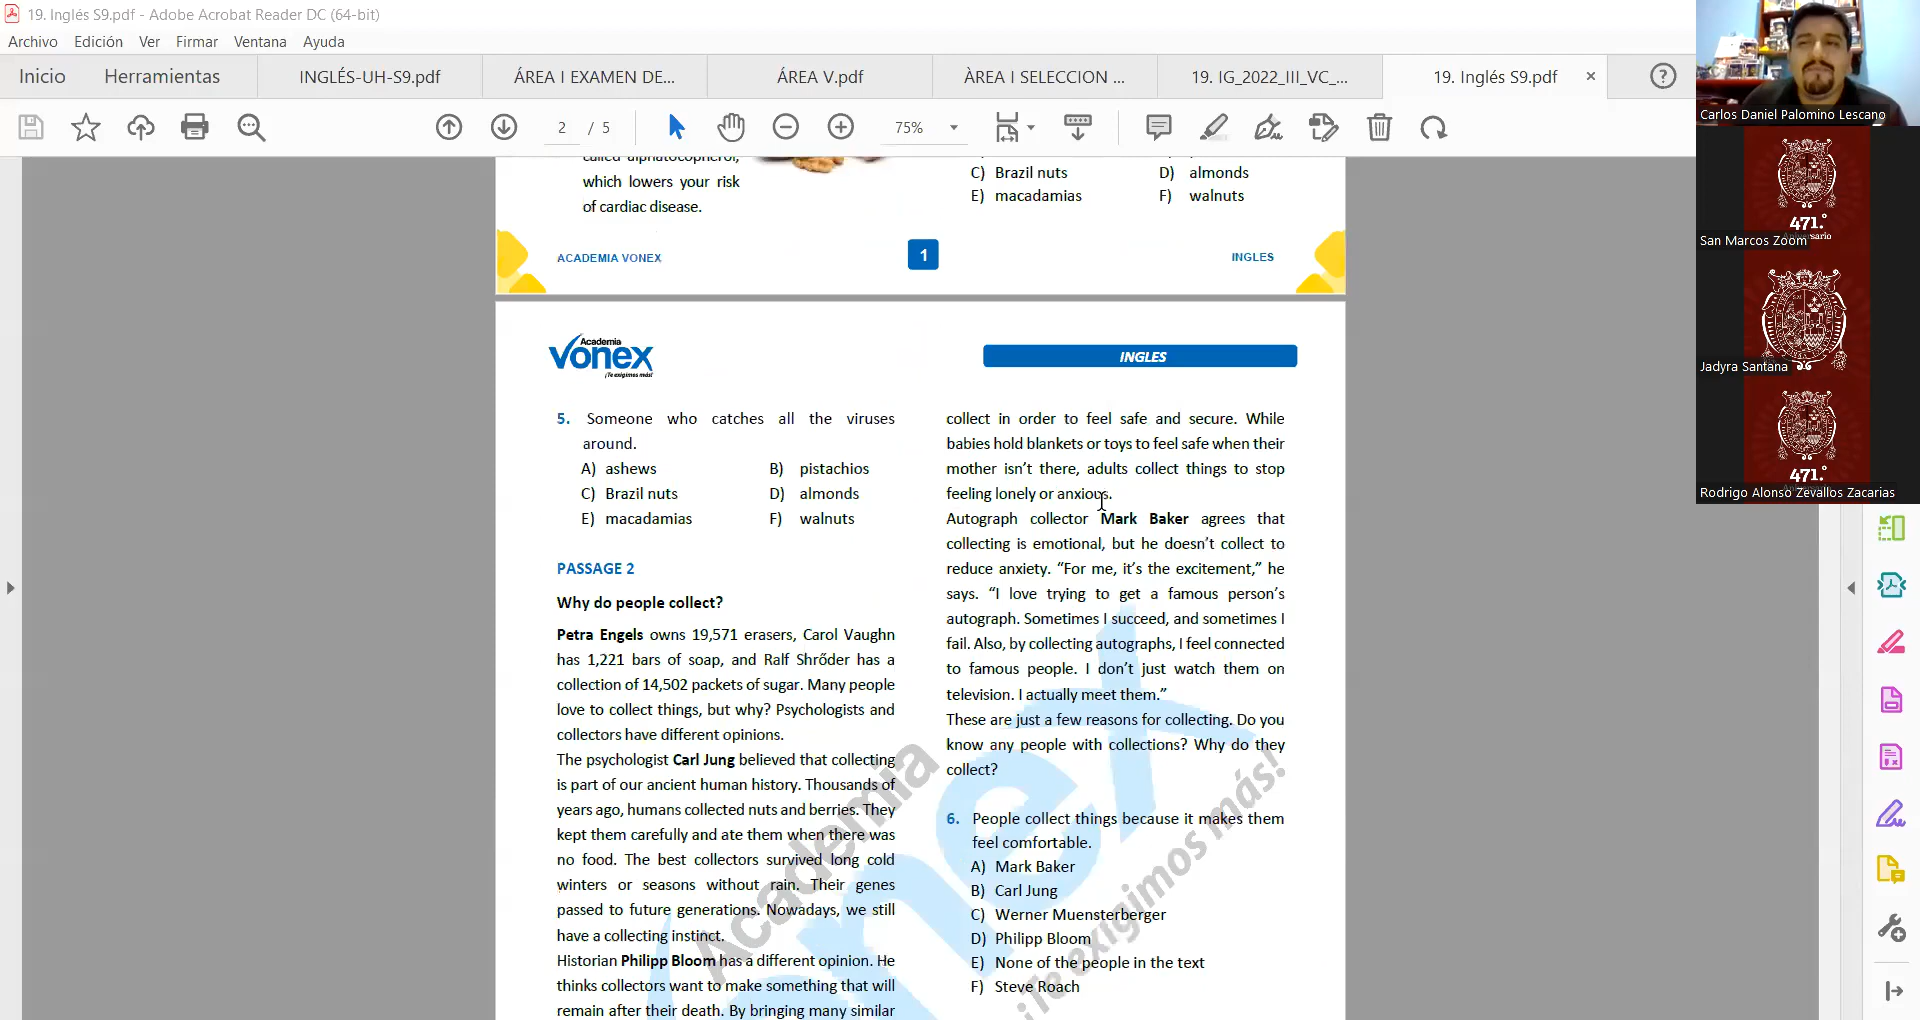 19. Inglés S9.pdf - Adobe Acrobat Reader DC (64-bit)
Archivo Edición Ver Firmar Ventana Ayuda
Inicio Herramientas INGLÉS-UH-S9.pdf ÁREA I EXAMEN DE... ÁREA V.pdf ÀREA I SELECCION ... 19. IG_2022_III_VC_... 19. Inglés S9.pdf
2 / 5 75%
called alphatocopherol,
which lowers your risk
of cardiac disease.
C) Brazil nuts D) almonds
E) macadamias F) walnuts
ACADEMIA VONEX 1 INGLES
Academia
vonex
¡Te exigimos más!
INGLES
5. Someone who catches all the viruses
around.
A) ashews B) pistachios
C) Brazil nuts D) almonds
E) macadamias F) walnuts
PASSAGE 2
Why do people collect?
Petra Engels owns 19,571 erasers, Carol Vaughn
has 1,221 bars of soap, and Ralf Shrőder has a
collection of 14,502 packets of sugar. Many people
love to collect things, but why? Psychologists and
collectors have different opinions.
The psychologist Carl Jung believed that collecting
is part of our ancient human history. Thousands of
years ago, humans collected nuts and berries. They
kept them carefully and ate them when there was
no food. The best collectors survived long cold
winters or seasons without rain. Their genes
passed to future generations. Nowadays, we still
have a collecting instinct.
Historian Philipp Bloom has a different opinion. He
thinks collectors want to make something that will
remain after their death. By bringing many similar
collect in order to feel safe and secure. While
babies hold blankets or toys to feel safe when their
mother isn't there, adults collect things to stop
feeling lonely or anxious.
Autograph collector Mark Baker agrees that
collecting is emotional, but he doesn't collect to
reduce anxiety. "For me, it's the excitement," he
says. "I love trying to get a famous person's
autograph. Sometimes I succeed, and sometimes I
fail. Also, by collecting autographs, I feel connected
to famous people. I don't just watch them on
television. I actually meet them."
These are just a few reasons for collecting. Do you
know any people with collections? Why do they
collect?
6. People collect things because it makes them
feel comfortable.
A) Mark Baker
B) Carl Jung
C) Werner Muensterberger
D) Philipp Bloom
E) None of the people in the text
F) Steve Roach
Academia
nex
¡Te exigimos más!
Carlos Daniel Palomino Lescano
471.°
San Marcos Zoom
Jadyra Santana
471.°
Rodrigo Alonso Zevallos Zacarias